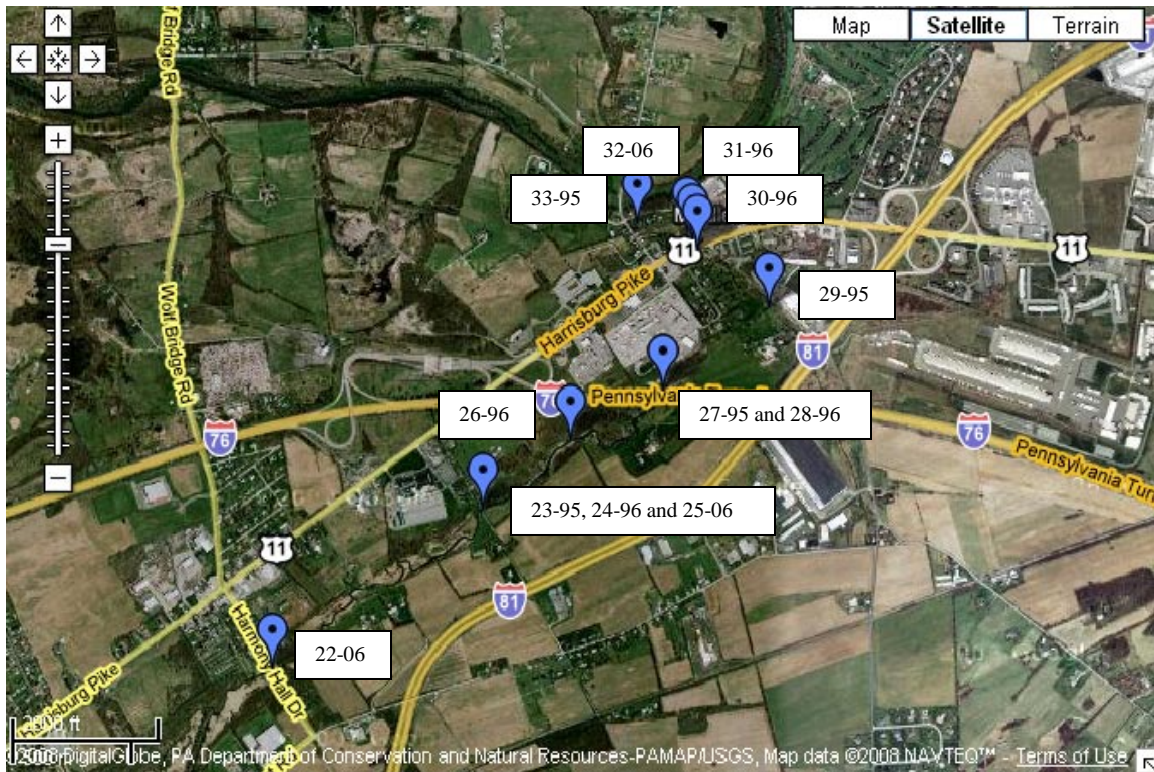 Map Satellite Terrain
Bridge Rd
32-06 31-96
33-95 30-96
11 11
Harrisburg Pike
29-95
Wolf Bridge Rd
81
76 Pennsylvania
26-96 27-95 and 28-96
76 76
Pennsylvania Turn
23-95, 24-96 and 25-06
11
81
22-06
Harmony Hall Dr
Harrisburg Pike
2000 ft
©2008 DigitalGlobe, PA Department of Conservation and Natural Resources-PAMAP/USGS, Map data ©2008 NAVTEQ™ - Terms of Use